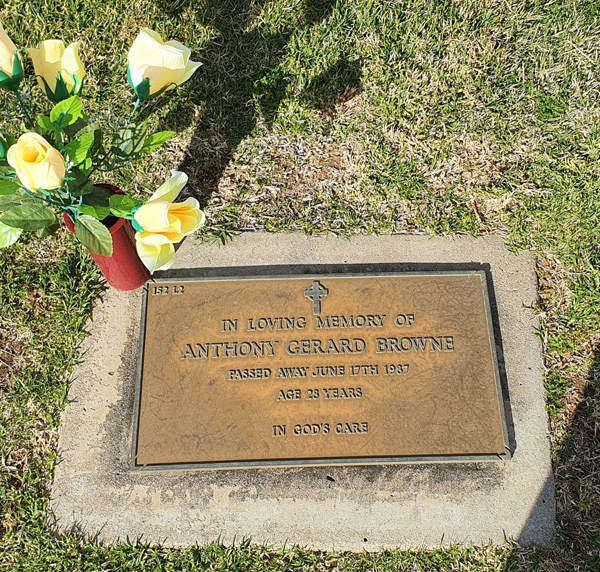 152 L2
IN LOVING MEMORY OF
ANTHONY GERARD BROWNE
PASSED AWAY JUNE 17TH 1987
AGE 28 YEARS
IN GOD'S CARE